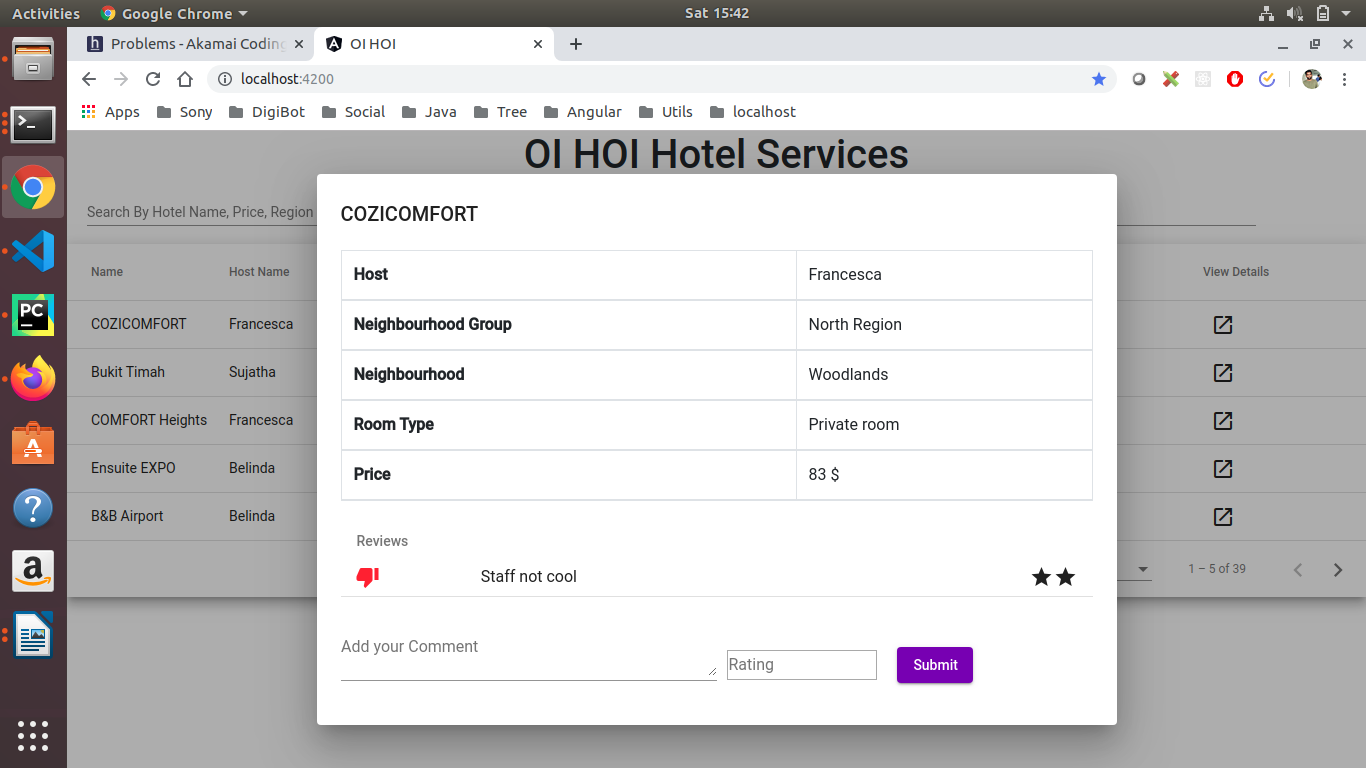 Activities Google Chrome Sat 15:42
Problems - Akamai Coding OI HOI
localhost:4200
Apps Sony DigiBot Social Java Tree Angular Utils localhost
OI HOI Hotel Services
Search By Hotel Name, Price, Region
Name Host Name View Details
COZICOMFORT Francesca
Bukit Timah Sujatha
COMFORT Heights Francesca
Ensuite EXPO Belinda
B&B Airport Belinda
1 – 5 of 39
COZICOMFORT
Host Francesca
Neighbourhood Group North Region
Neighbourhood Woodlands
Room Type Private room
Price 83 $
Reviews
Staff not cool
Add your Comment
Rating
Submit
PC